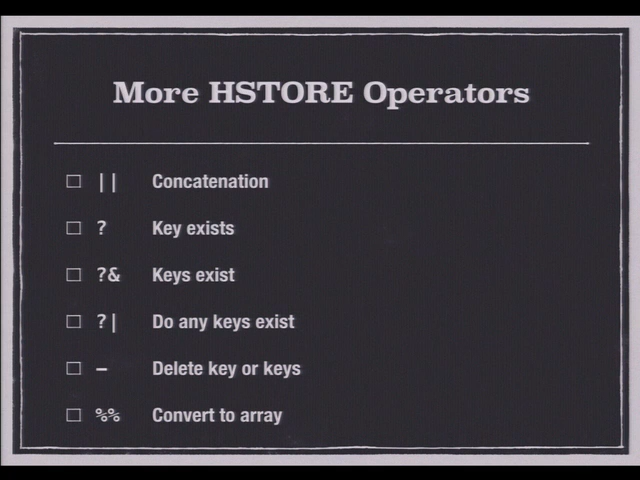 More HSTORE Operators
|| Concatenation
? Key exists
?& Keys exist
?| Do any keys exist
– Delete key or keys
%% Convert to array